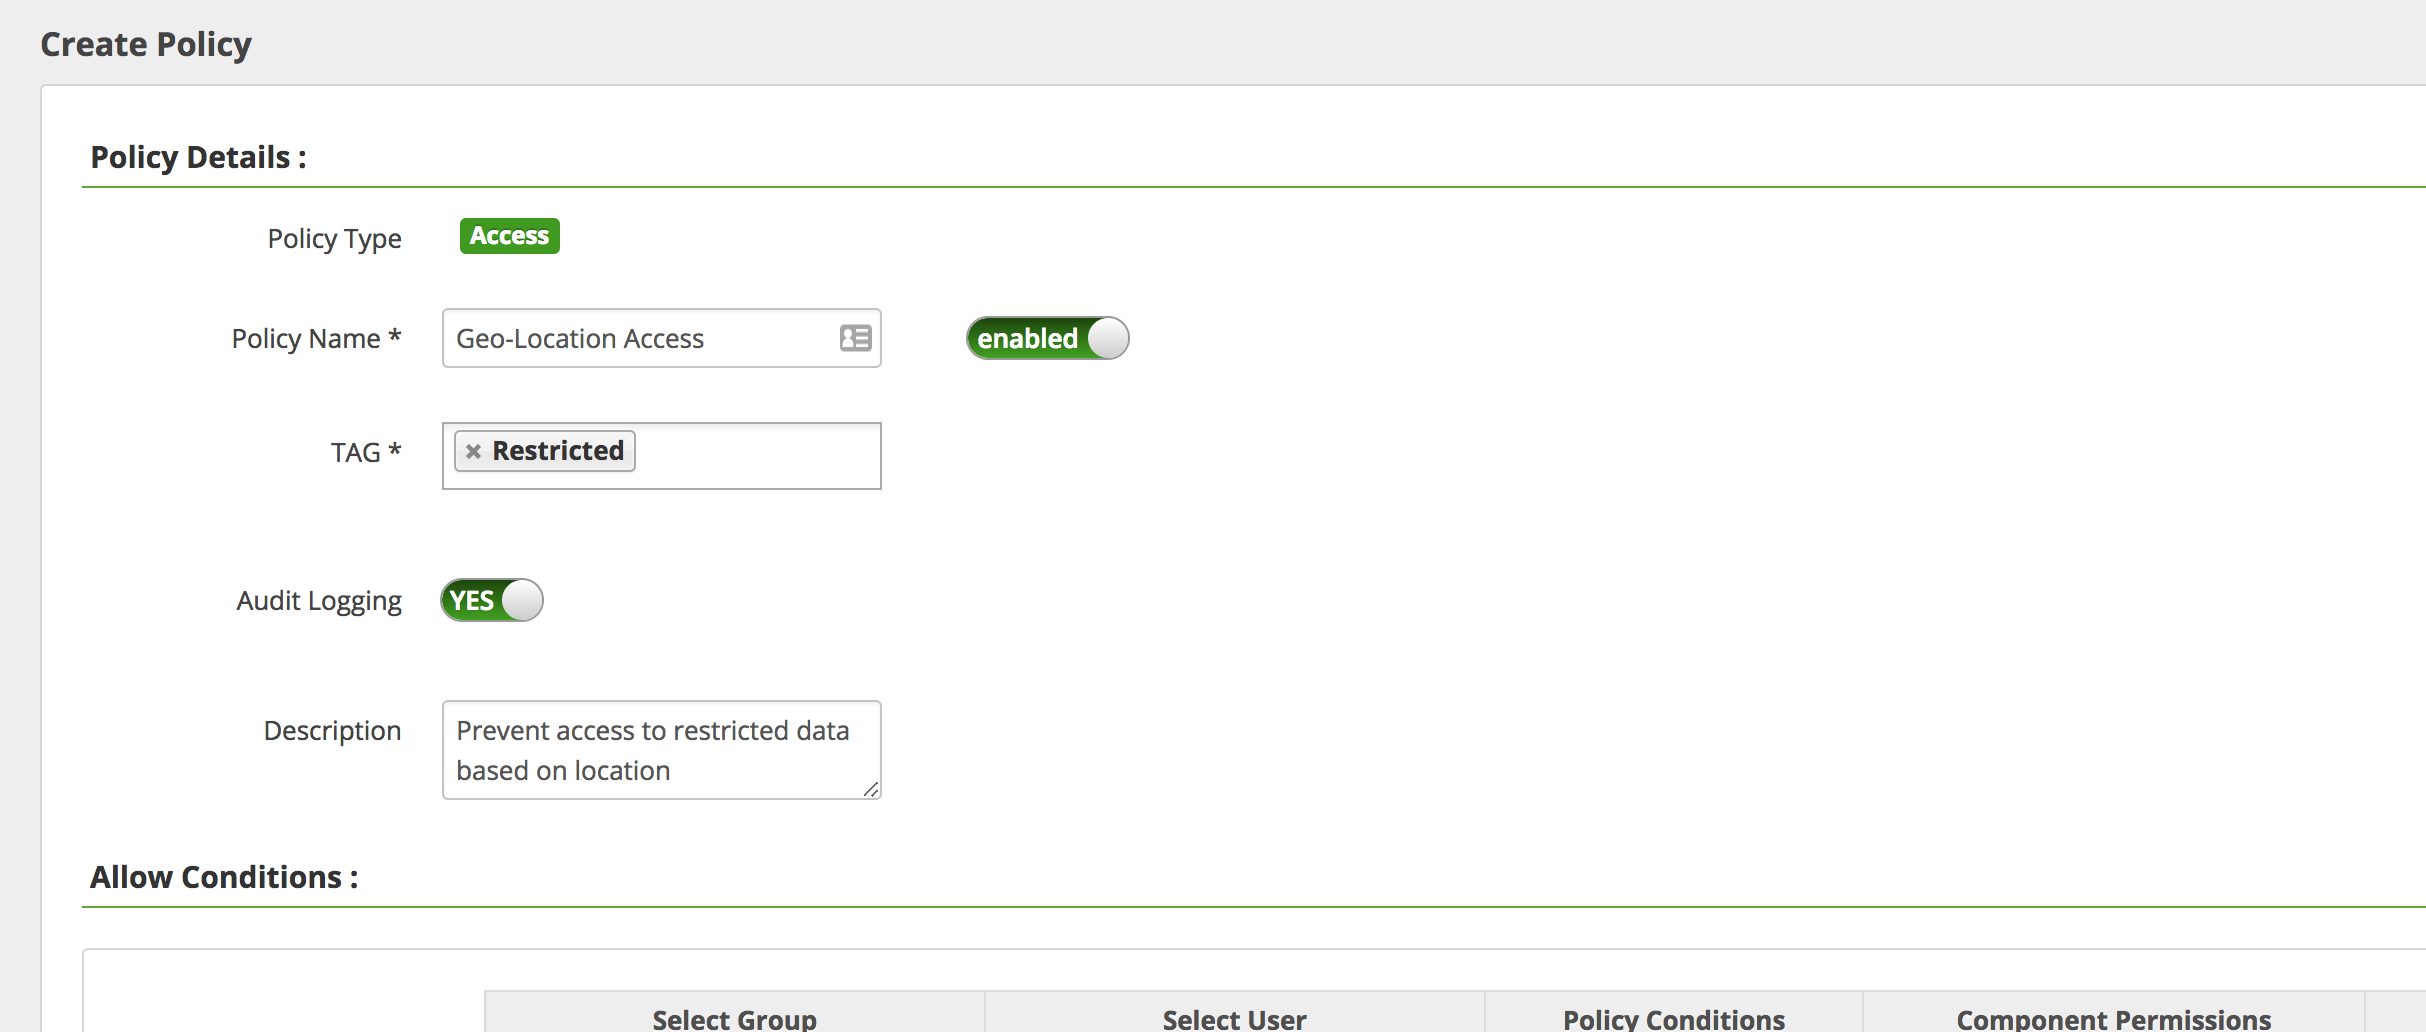 Create Policy
Policy Details :
Policy Type Access
Policy Name * Geo-Location Access enabled
TAG * Restricted
Audit Logging YES
Description Prevent access to restricted data
based on location
Allow Conditions :
Select Group Select User Policy Conditions Component Permissions